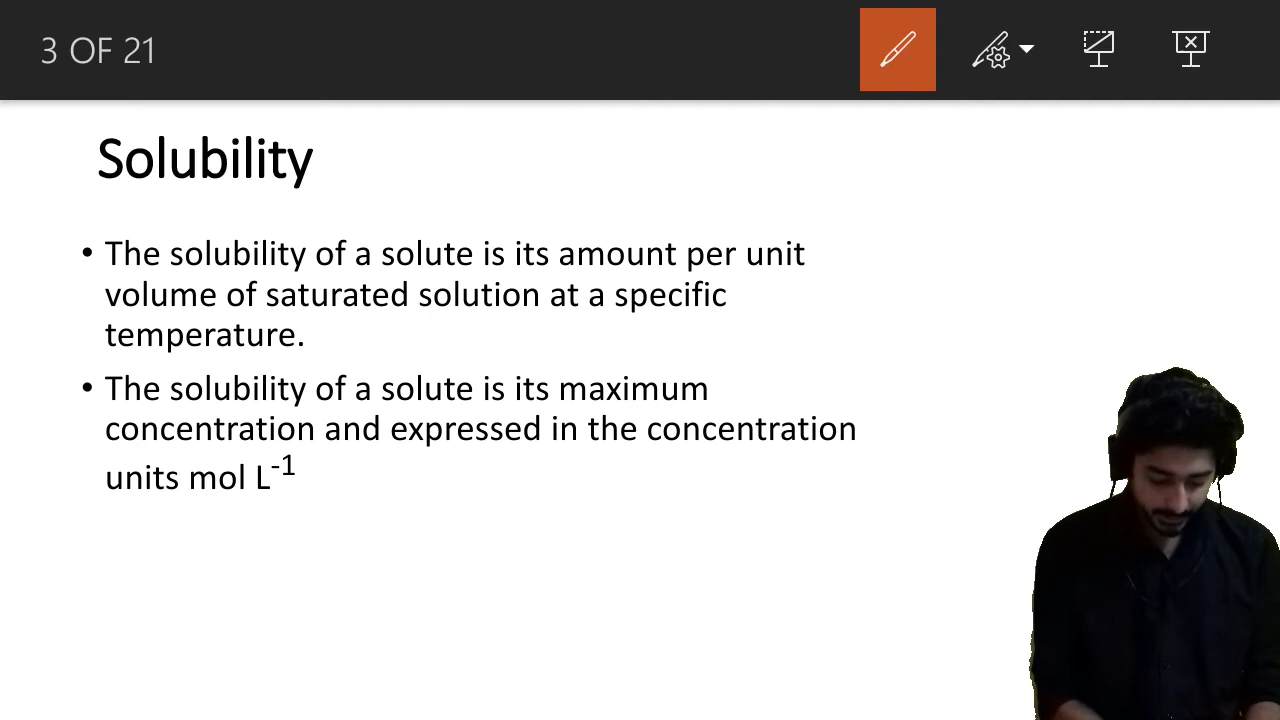 3 OF 21
Solubility
• The solubility of a solute is its amount per unit
volume of saturated solution at a specific
temperature.
• The solubility of a solute is its maximum
concentration and expressed in the concentration
units mol L⁻¹